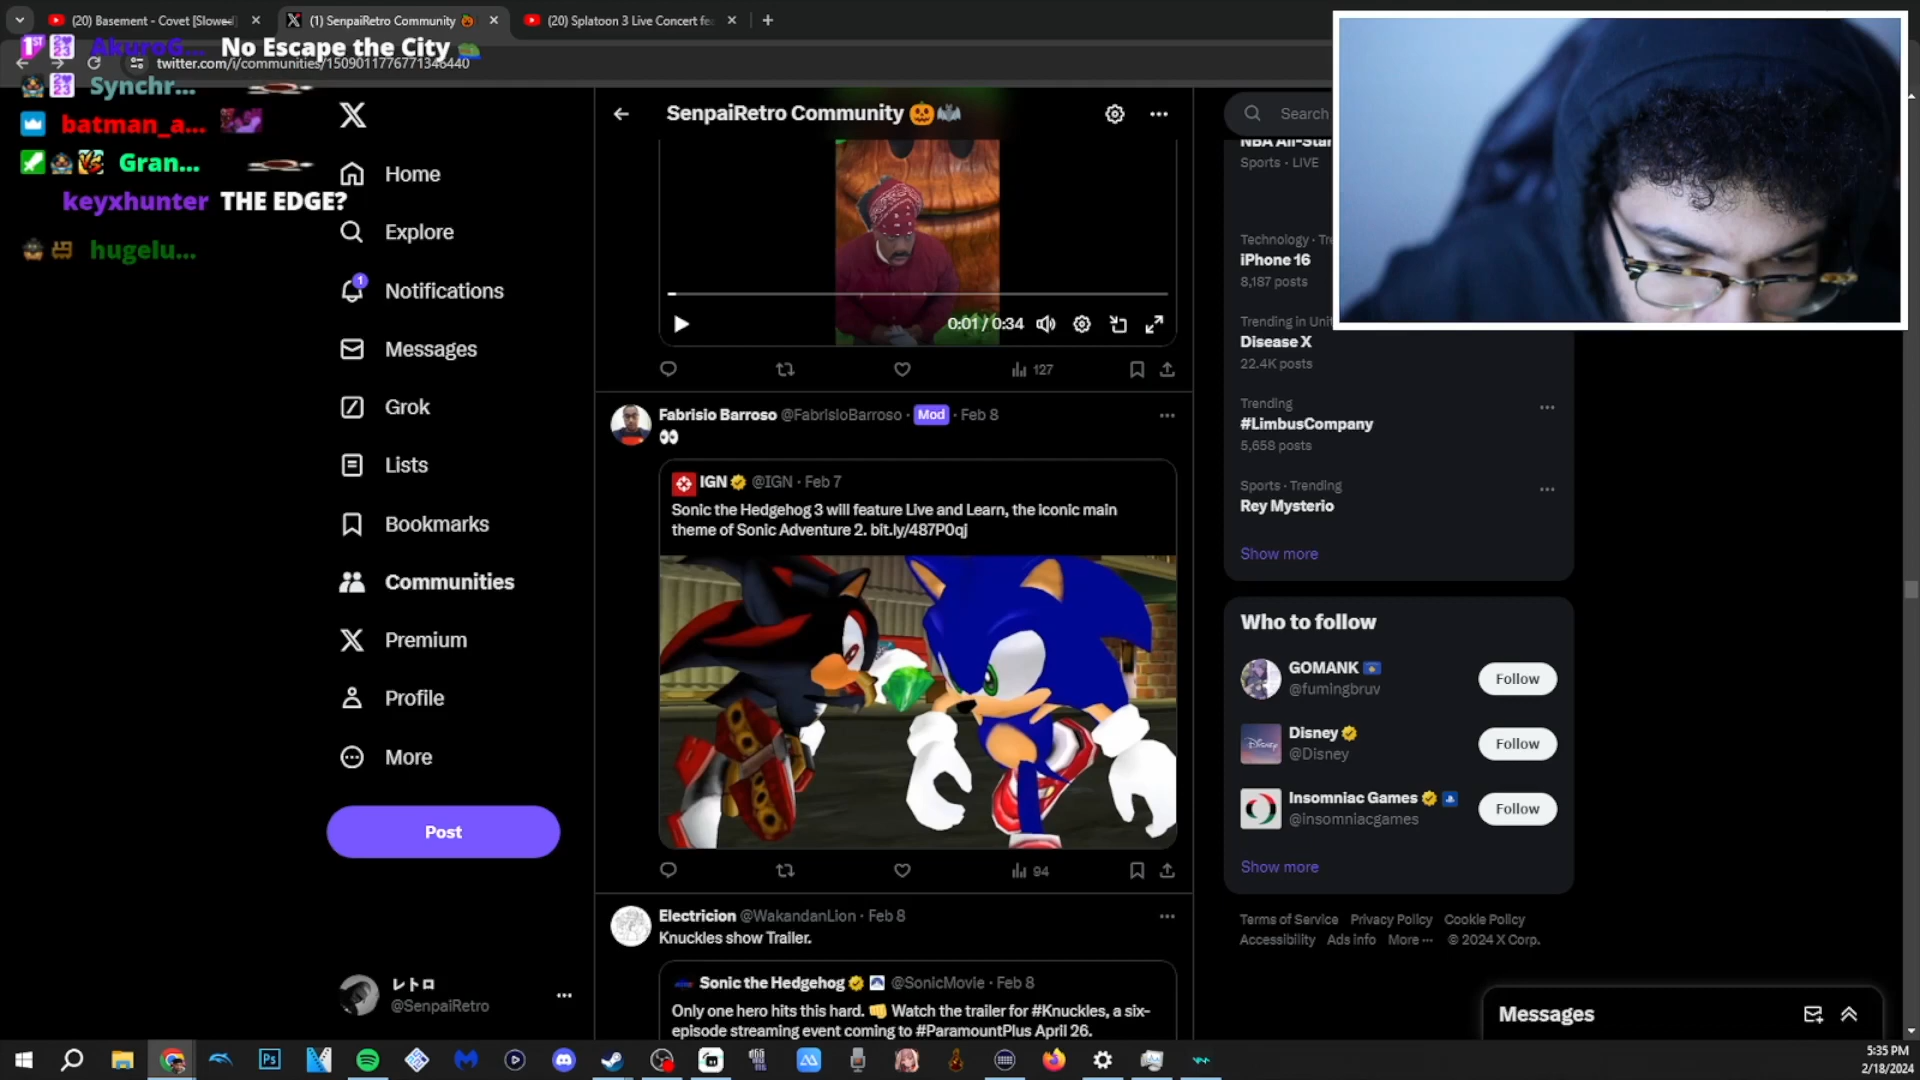 (20) Basement - Covet [Slowed
(1) SenpaiRetro Community 🎃
(20) Splatoon 3 Live Concert fe
AkuroG... No Escape the City
twitter.com/i/communities/1509011776771346440
Synchr...
batman_a...
Gran...
keyxhunter THE EDGE?
hugelu...
Home
Explore
1
Notifications
Messages
Grok
Lists
Bookmarks
Communities
Premium
Profile
More
Post
レトロ
@SenpaiRetro
SenpaiRetro Community 🎃🦇
0:01 / 0:34
127
Fabrisio Barroso @FabrisioBarroso · Mod · Feb 8
👀
IGN @IGN · Feb 7
Sonic the Hedgehog 3 will feature Live and Learn, the iconic main
theme of Sonic Adventure 2. bit.ly/487P0qj
94
Electricion @WakandanLion · Feb 8
Knuckles show Trailer.
Sonic the Hedgehog @SonicMovie · Feb 8
Only one hero hits this hard. 👊 Watch the trailer for #Knuckles, a six-
episode streaming event coming to #ParamountPlus April 26.
Search
NBA All-Star
Sports · LIVE
Technology · Tre
iPhone 16
8,187 posts
Trending in Unit
Disease X
22.4K posts
Trending
#LimbusCompany
5,658 posts
Sports · Trending
Rey Mysterio
Show more
Who to follow
GOMANK
@fumingbruv
Follow
Disney
@Disney
Follow
Insomniac Games
@insomniacgames
Follow
Show more
Terms of Service Privacy Policy Cookie Policy
Accessibility Ads info More ··· © 2024 X Corp.
Messages
5:35 PM
2/18/2024